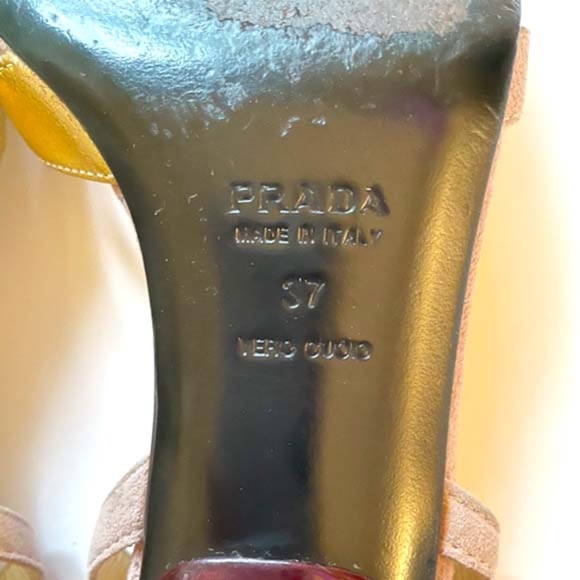 PRADA
MADE IN ITALY
37
VERO CUOIO